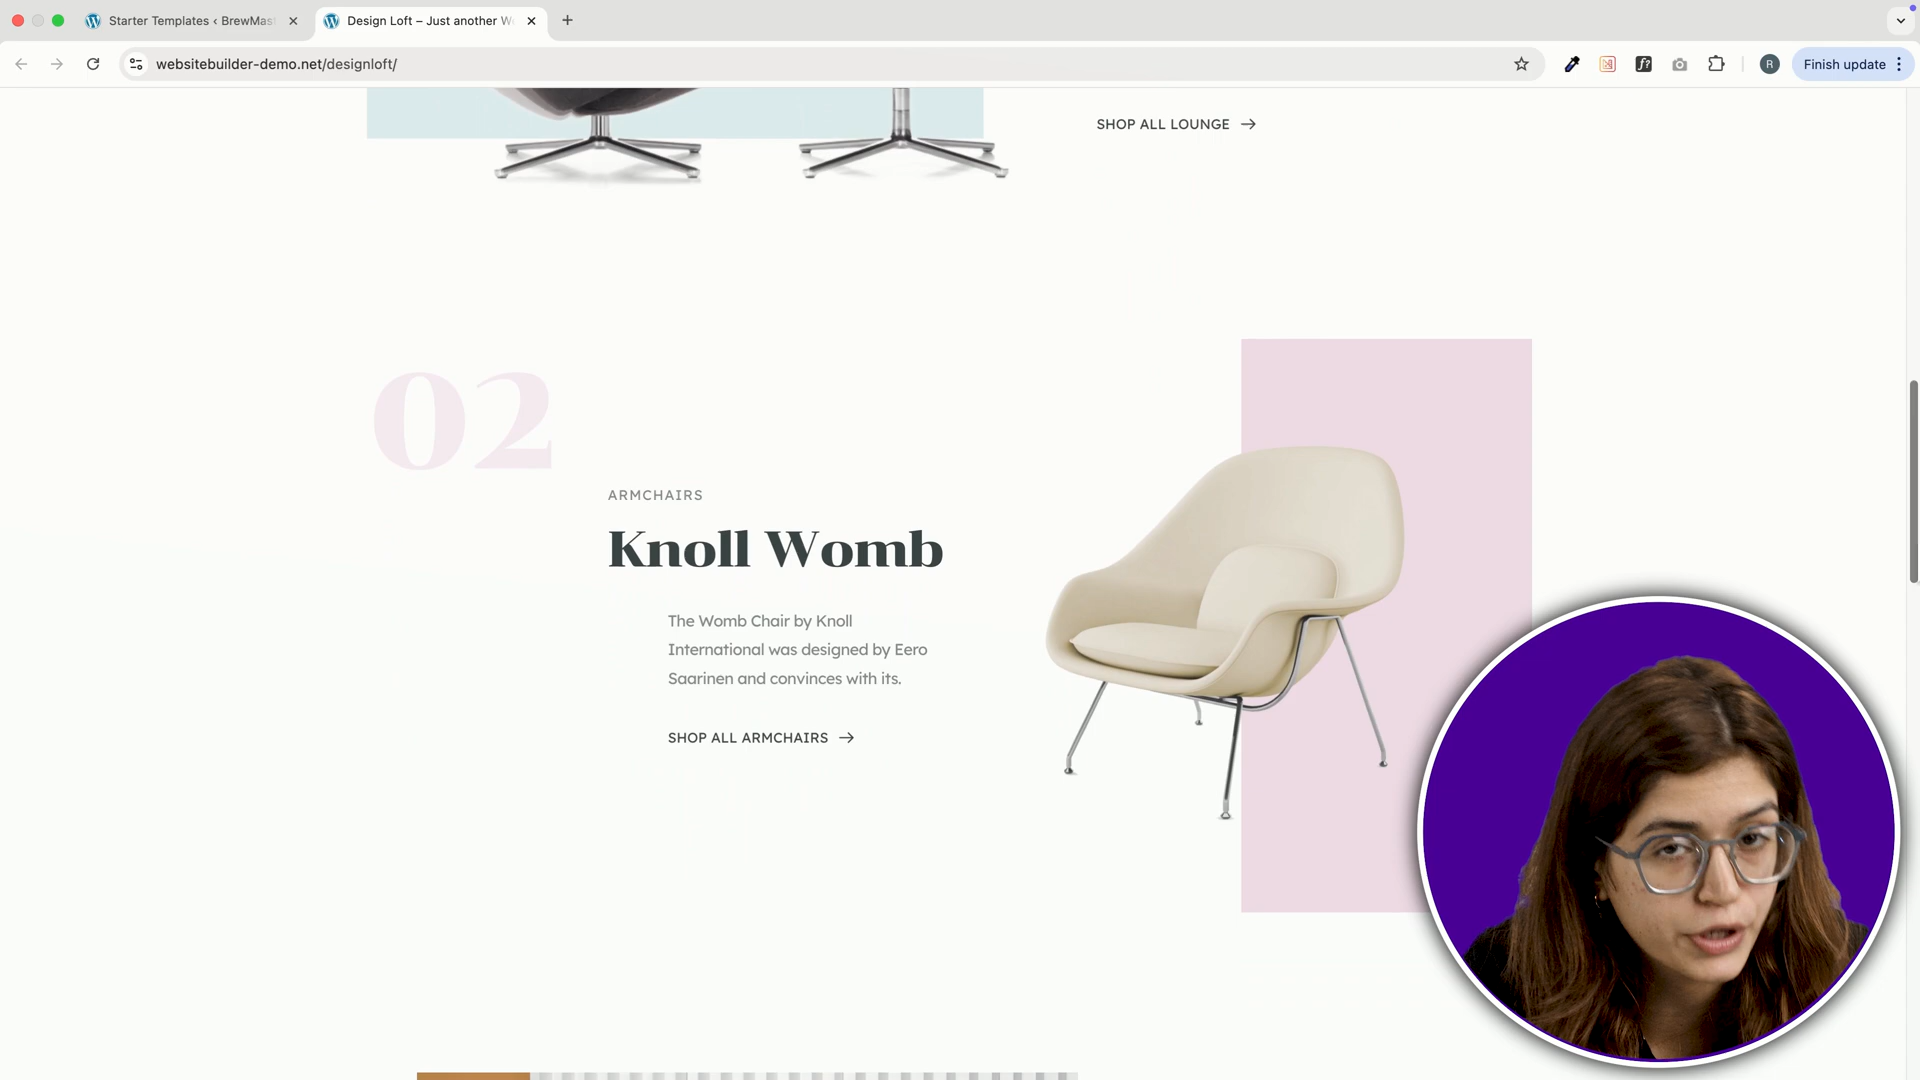 Starter Templates ‹ BrewMas
Design Loft – Just another W
websitebuilder-demo.net/designloft/
f?
R
Finish update
SHOP ALL LOUNGE →
02
ARMCHAIRS
Knoll Womb
The Womb Chair by Knoll
International was designed by Eero
Saarinen and convinces with its.
SHOP ALL ARMCHAIRS →